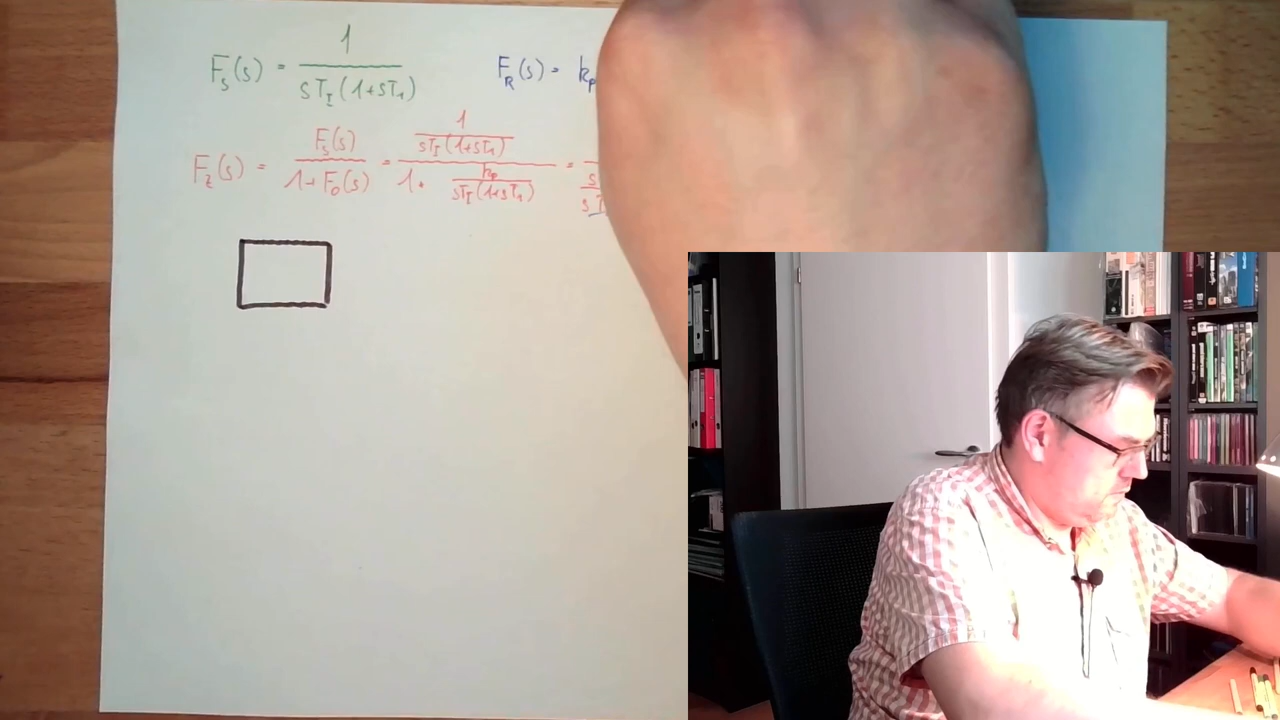 F_S(s) = 1 / (sT_I(1+sT_1)) F_R(s) = k_p
F_z(s) = F_S(s) / (1+F_0(s)) = (1 / (sT_I(1+sT_1))) / (1+ k_p / (sT_I(1+sT_1))) =